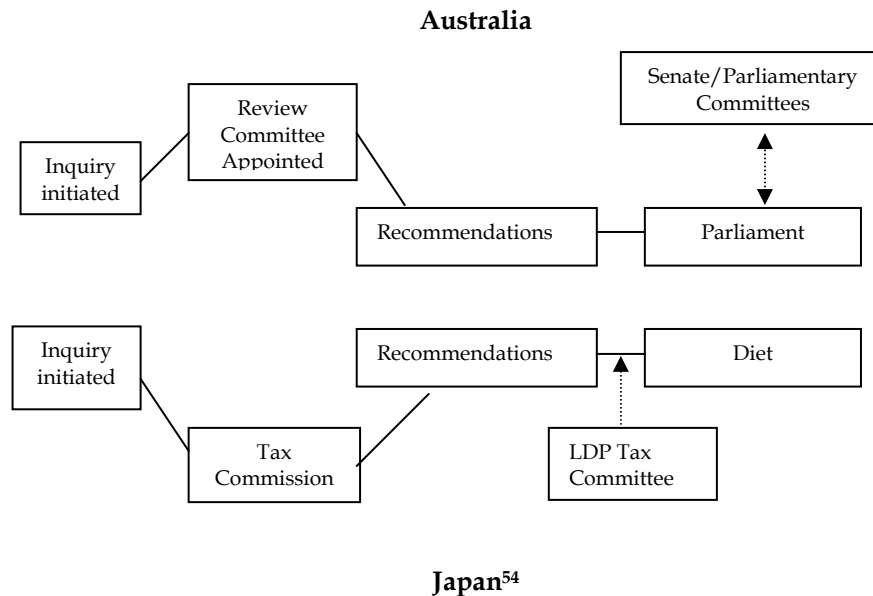 Australia
Senate/Parliamentary
Committees
Review
Committee
Appointed
Inquiry
initiated
Recommendations
Parliament
Inquiry
initiated
Recommendations
Diet
Tax
Commission
LDP Tax
Committee
Japan⁵⁴